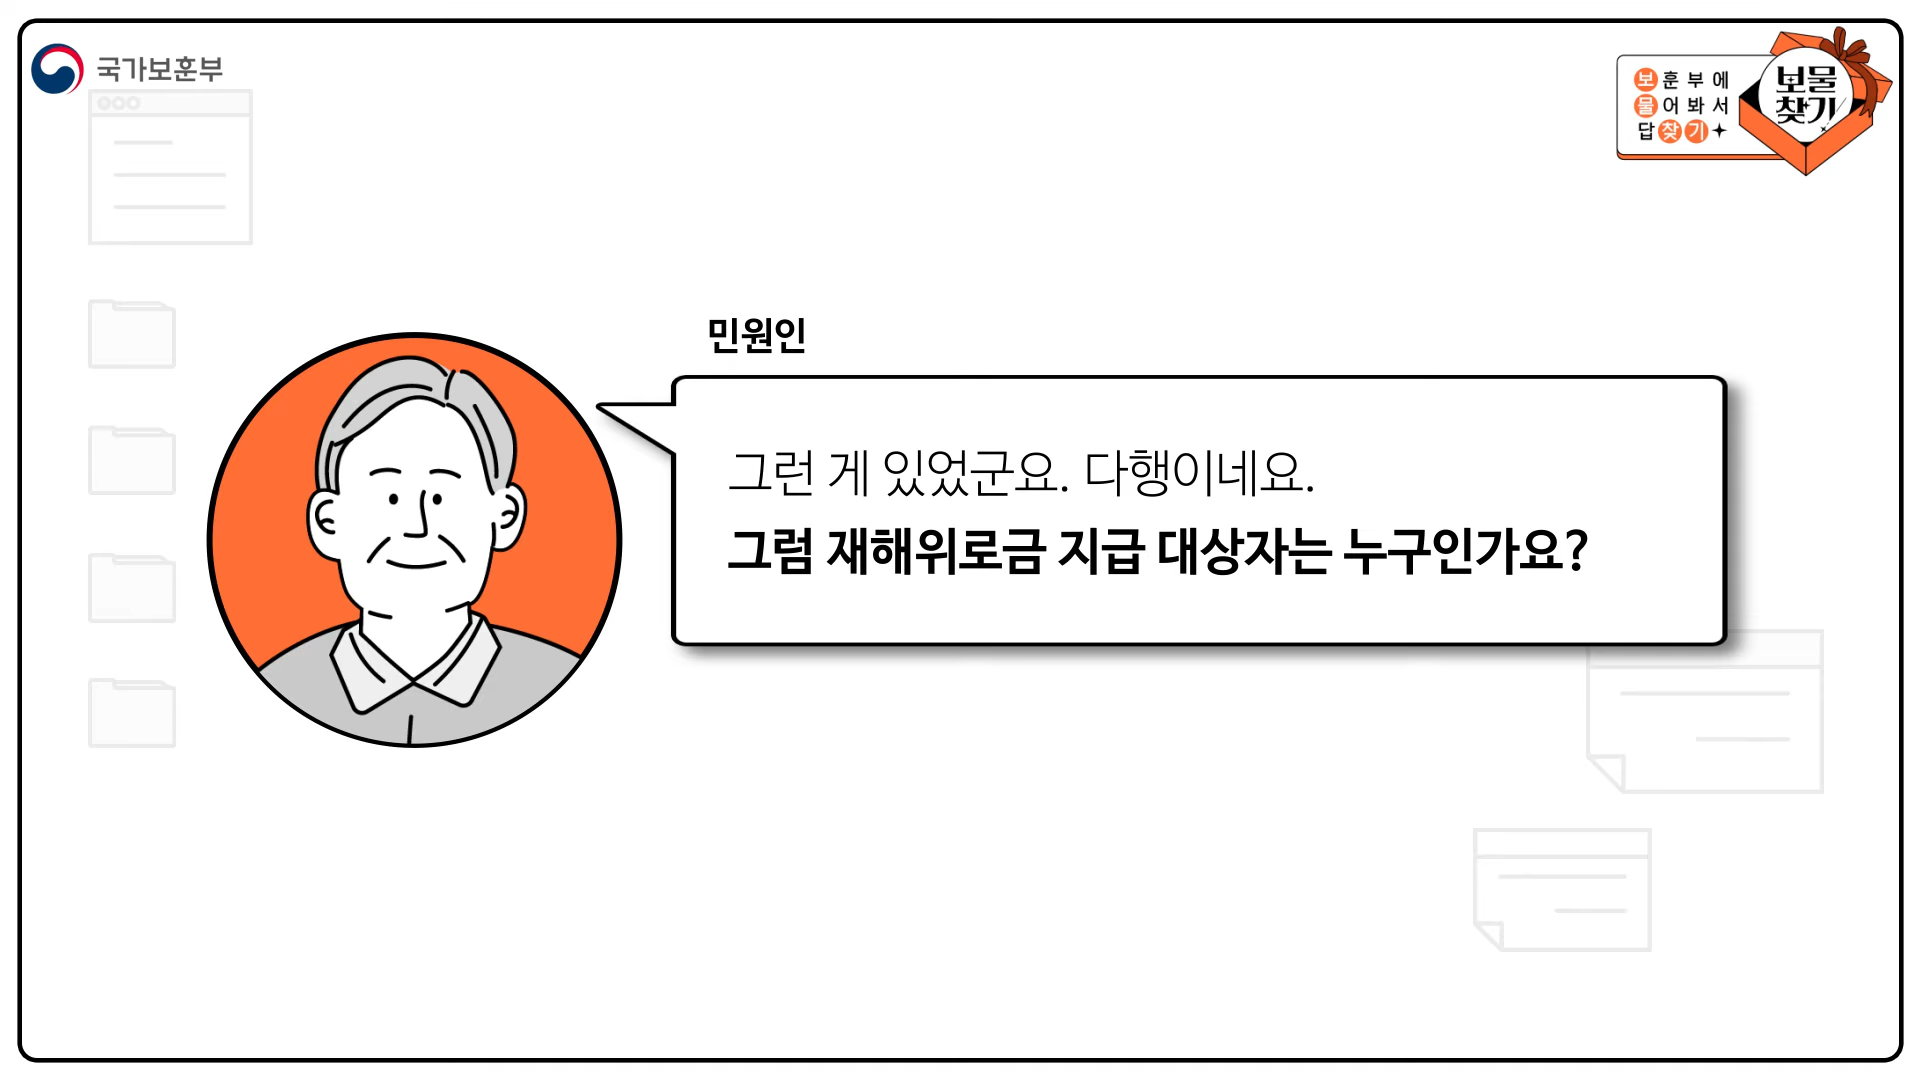 국가보훈부
보훈부에
물어봐서
답찾기
보물
찾기
민원인
그런 게 있었군요. 다행이네요.
그럼 재해위로금 지급 대상자는 누구인가요?